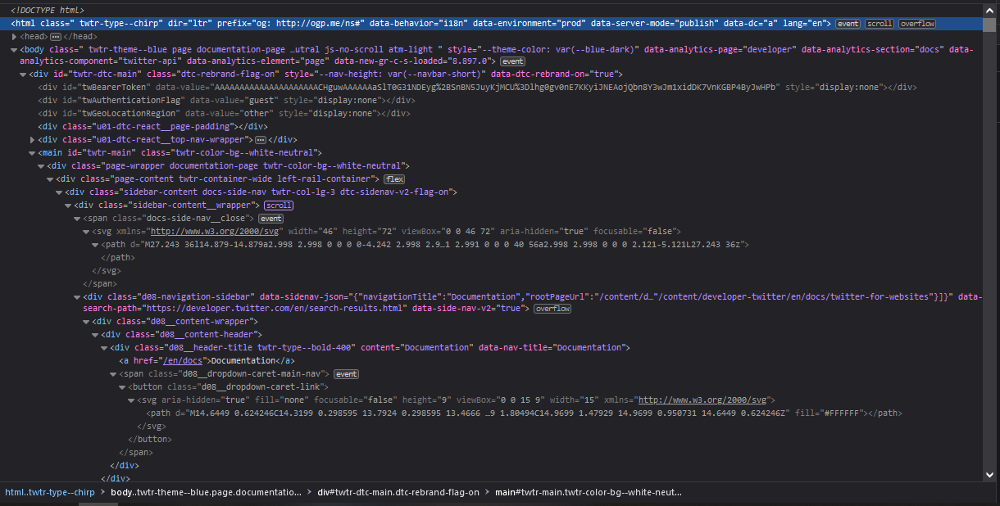 <!DOCTYPE html>
<html class=" twtr-type--chirp" dir="ltr" prefix="og: http://ogp.me/ns#" data-behavior="i18n" data-environment="prod" data-server-mode="publish" data-dc="a" lang="en"> event scroll overflow
<head> ⋯ </head>
<body class=" twtr-theme--blue page documentation-page …utral js-no-scroll atm-light " style="--theme-color: var(--blue-dark)" data-analytics-page="developer" data-analytics-section="docs" data-
analytics-component="twitter-api" data-analytics-element="page" data-new-gr-c-s-loaded="8.897.0"> event
<div id="twtr-dtc-main" class="dtc-rebrand-flag-on" style="--nav-height: var(--navbar-short)" data-dtc-rebrand-on="true">
<div id="twBearerToken" data-value= style="display:none"></div>
<div id="twAuthenticationFlag" data-value="guest" style="display:none"></div>
<div id="twGeoLocationRegion" data-value="other" style="display:none"></div>
<div class="u01-dtc-react__page-padding"></div>
<div class="u01-dtc-react__top-nav-wrapper"> ⋯ </div>
<main id="twtr-main" class="twtr-color-bg--white-neutral">
<div class="page-wrapper documentation-page twtr-color-bg--white-neutral">
<div class="page-content twtr-container-wide left-rail-container"> flex
<div class="sidebar-content docs-side-nav twtr-col-lg-3 dtc-sidenav-v2-flag-on">
<div class="sidebar-content__wrapper"> scroll
<span class="docs-side-nav__close"> event
<svg xmlns="http://www.w3.org/2000/svg" width="46" height="72" viewBox="0 0 46 72" aria-hidden="true" focusable="false">
<path d="M27.243 36l14.879-14.879a2.998 2.998 0 0 0 0-4.242 2.998 2.9…1 2.991 0 0 0 40 56a2.998 2.998 0 0 0 2.121-5.121L27.243 36z">
</path>
</svg>
</span>
<div class="d08-navigation-sidebar" data-sidenav-json="{"navigationTitle":"Documentation","rootPageUrl":"/content/d…"/content/developer-twitter/en/docs/twitter-for-websites"}]}" data-
search-path="https://developer.twitter.com/en/search-results.html" data-side-nav-v2="true"> overflow
<div class="d08__content-wrapper">
<div class="d08__content-header">
<div class="d08__header-title twtr-type--bold-400" content="Documentation" data-nav-title="Documentation">
<a href="/en/docs">Documentation</a>
<span class="d08__dropdown-caret-main-nav"> event
<button class="d08__dropdown-caret-link">
<svg aria-hidden="true" fill="none" focusable="false" height="9" viewBox="0 0 15 9" width="15" xmlns="http://www.w3.org/2000/svg">
<path d="M14.6449 0.624246C14.3199 0.298595 13.7924 0.298595 13.4666 …9 1.80494C14.9699 1.47929 14.9699 0.950731 14.6449 0.624246Z" fill="#FFFFFF"></path>
</svg>
</button>
</span>
</div>
</div>
html..twtr-type--chirp > body..twtr-theme--blue.page.documentatio… > div#twtr-dtc-main.dtc-rebrand-flag-on > main#twtr-main.twtr-color-bg--white-neut…